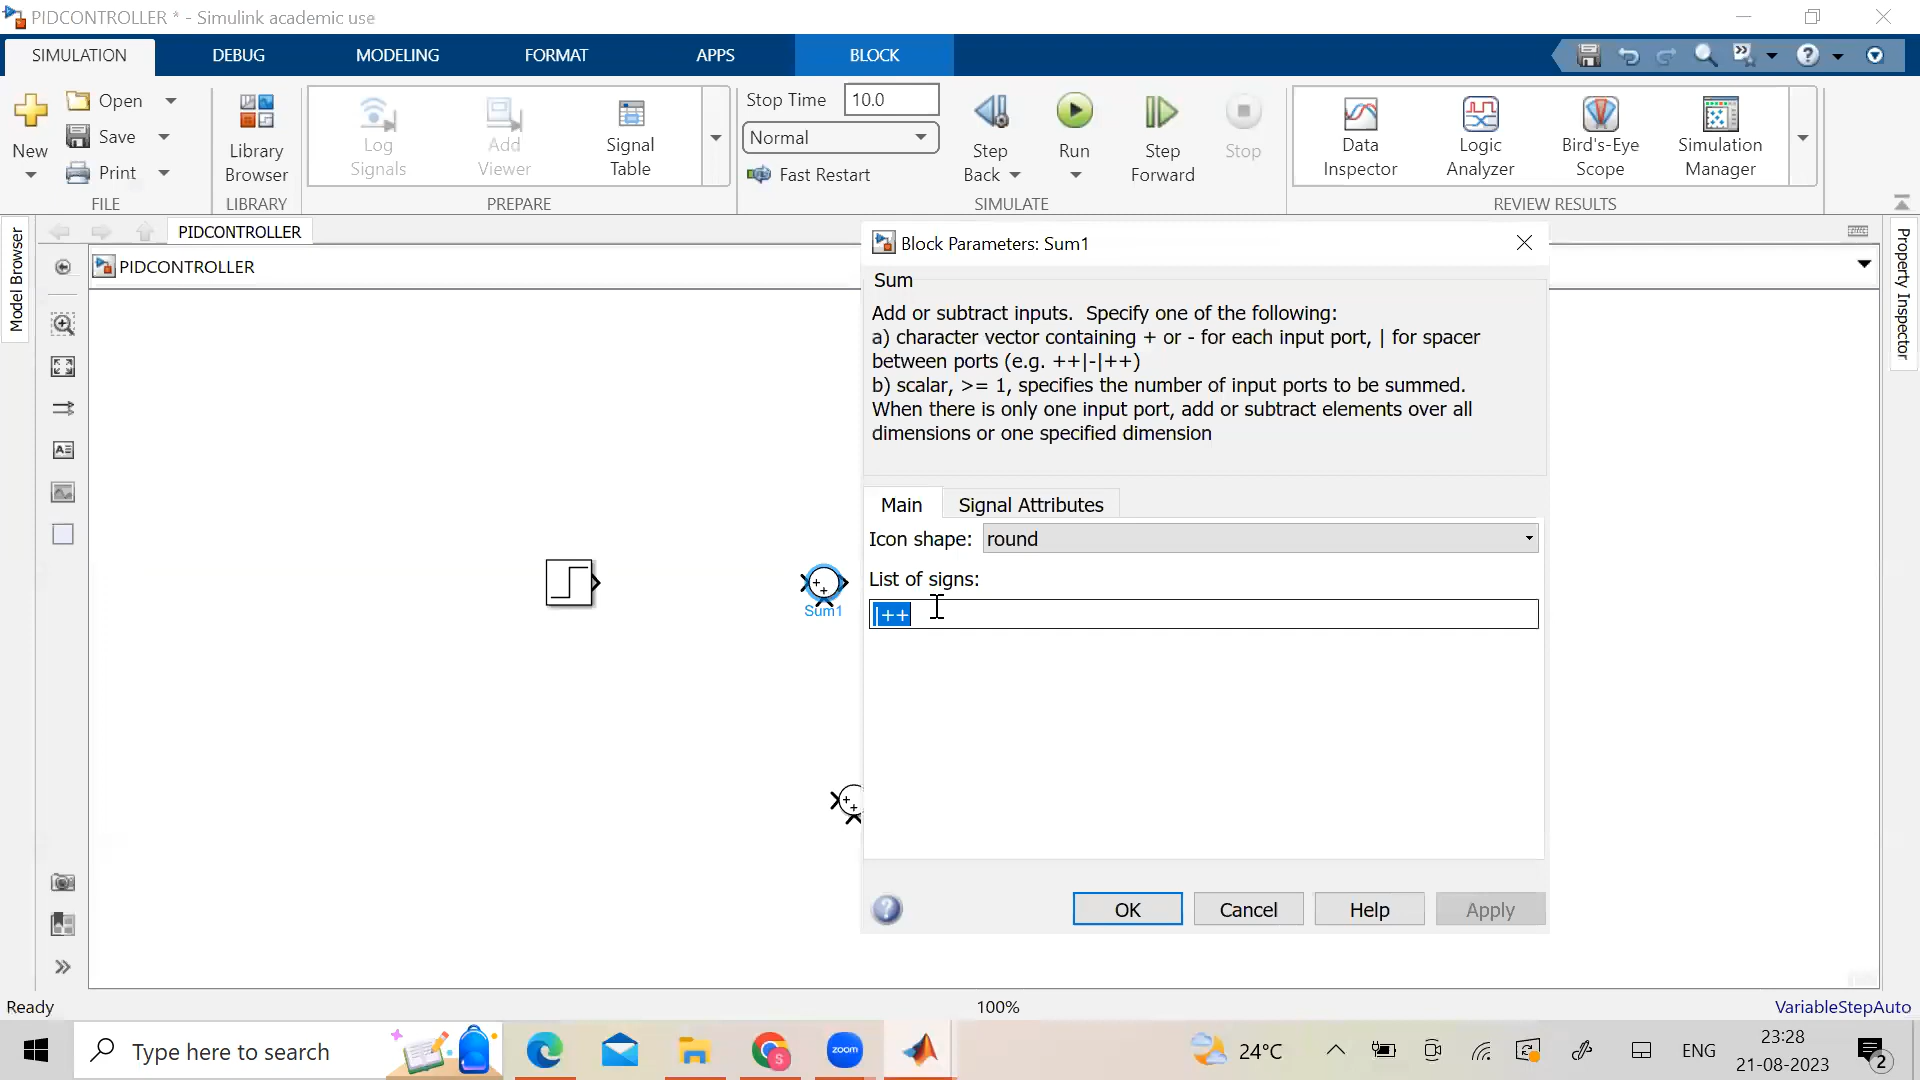 PIDCONTROLLER * - Simulink academic use
SIMULATION DEBUG MODELING FORMAT APPS BLOCK
New
Open
Save
Print
FILE
Library Browser
LIBRARY
Log Signals
Add Viewer
Signal Table
PREPARE
Stop Time 10.0
Normal
Fast Restart
Step Back
Run
Step Forward
Stop
SIMULATE
Data Inspector
Logic Analyzer
Bird's-Eye Scope
Simulation Manager
REVIEW RESULTS
Model Browser
PIDCONTROLLER
PIDCONTROLLER
Property Inspector
Sum1
Block Parameters: Sum1
Sum
Add or subtract inputs. Specify one of the following:
a) character vector containing + or - for each input port, | for spacer
between ports (e.g. ++|-|++)
b) scalar, >= 1, specifies the number of input ports to be summed.
When there is only one input port, add or subtract elements over all
dimensions or one specified dimension
Main Signal Attributes
Icon shape: round
List of signs:
|++
OK Cancel Help Apply
Ready 100% VariableStepAuto
Type here to search
zoom
24°C
ENG
23:28
21-08-2023
2